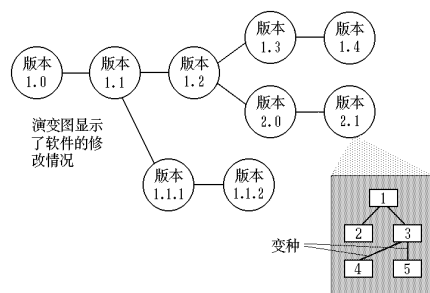 版本
1.3
版本
1.4
版本
1.0
版本
1.1
版本
1.2
版本
2.0
版本
2.1
演变图显示
了软件的修
改情况
版本
1.1.1
版本
1.1.2
变种
1
2
3
4
5